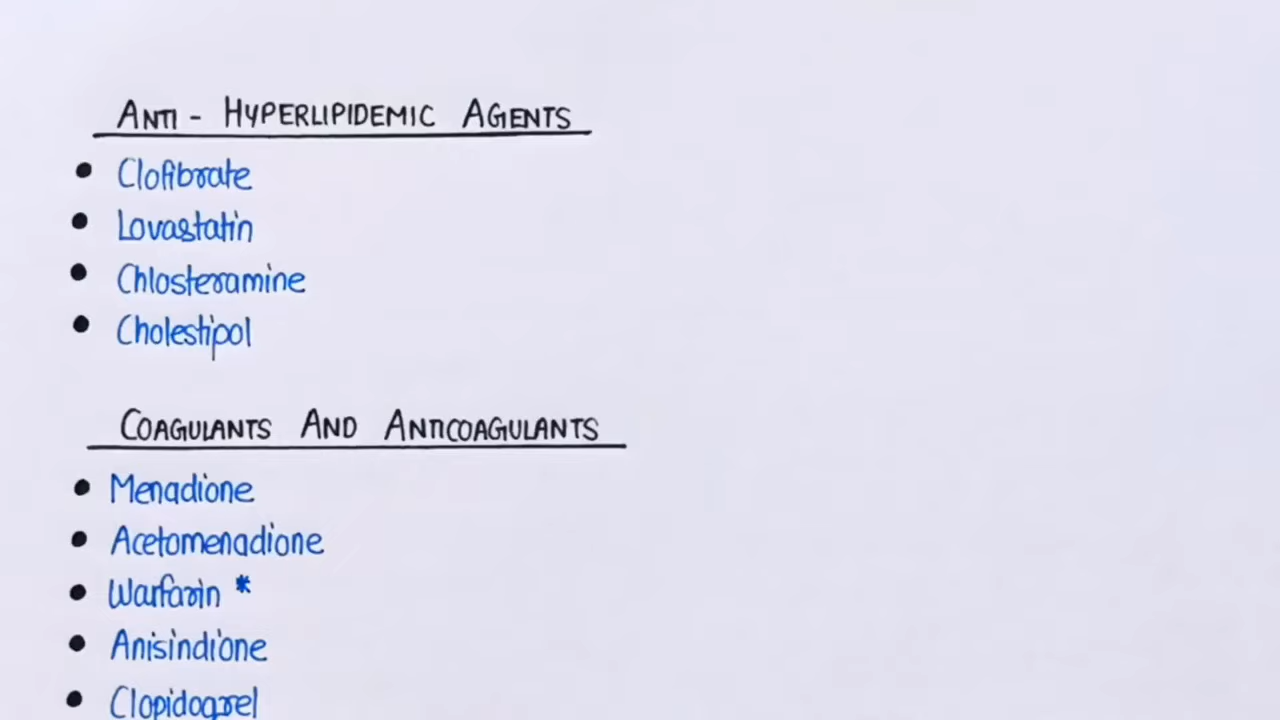 ANTI - HYPERLIPIDEMIC AGENTS
• Clofibrate
• Lovastatin
• Chlosteramine
• Cholestipol
COAGULANTS AND ANTICOAGULANTS
• Menadione
• Acetomenadione
• Warfarin *
• Anisindione
• Clopidogrel